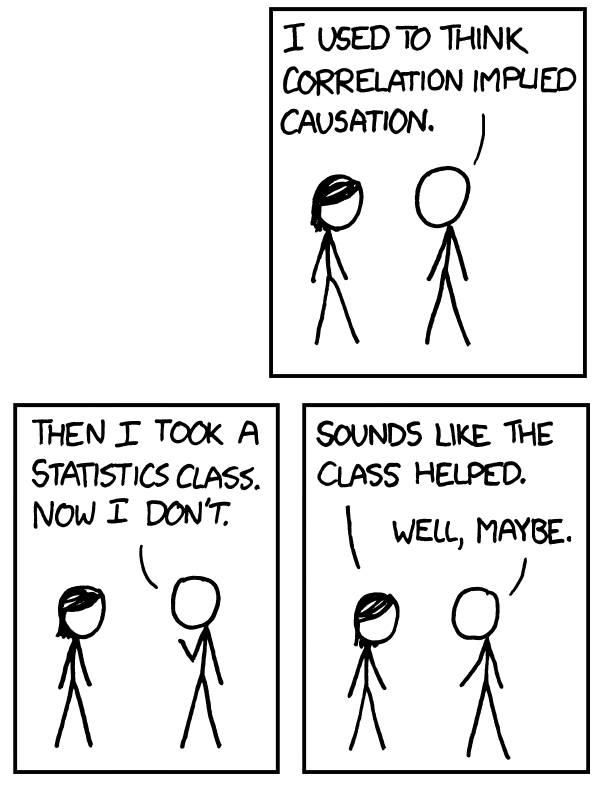 I USED TO THINK
CORRELATION IMPLIED
CAUSATION.
THEN I TOOK A
STATISTICS CLASS.
NOW I DON'T.
SOUNDS LIKE THE
CLASS HELPED.
WELL, MAYBE.